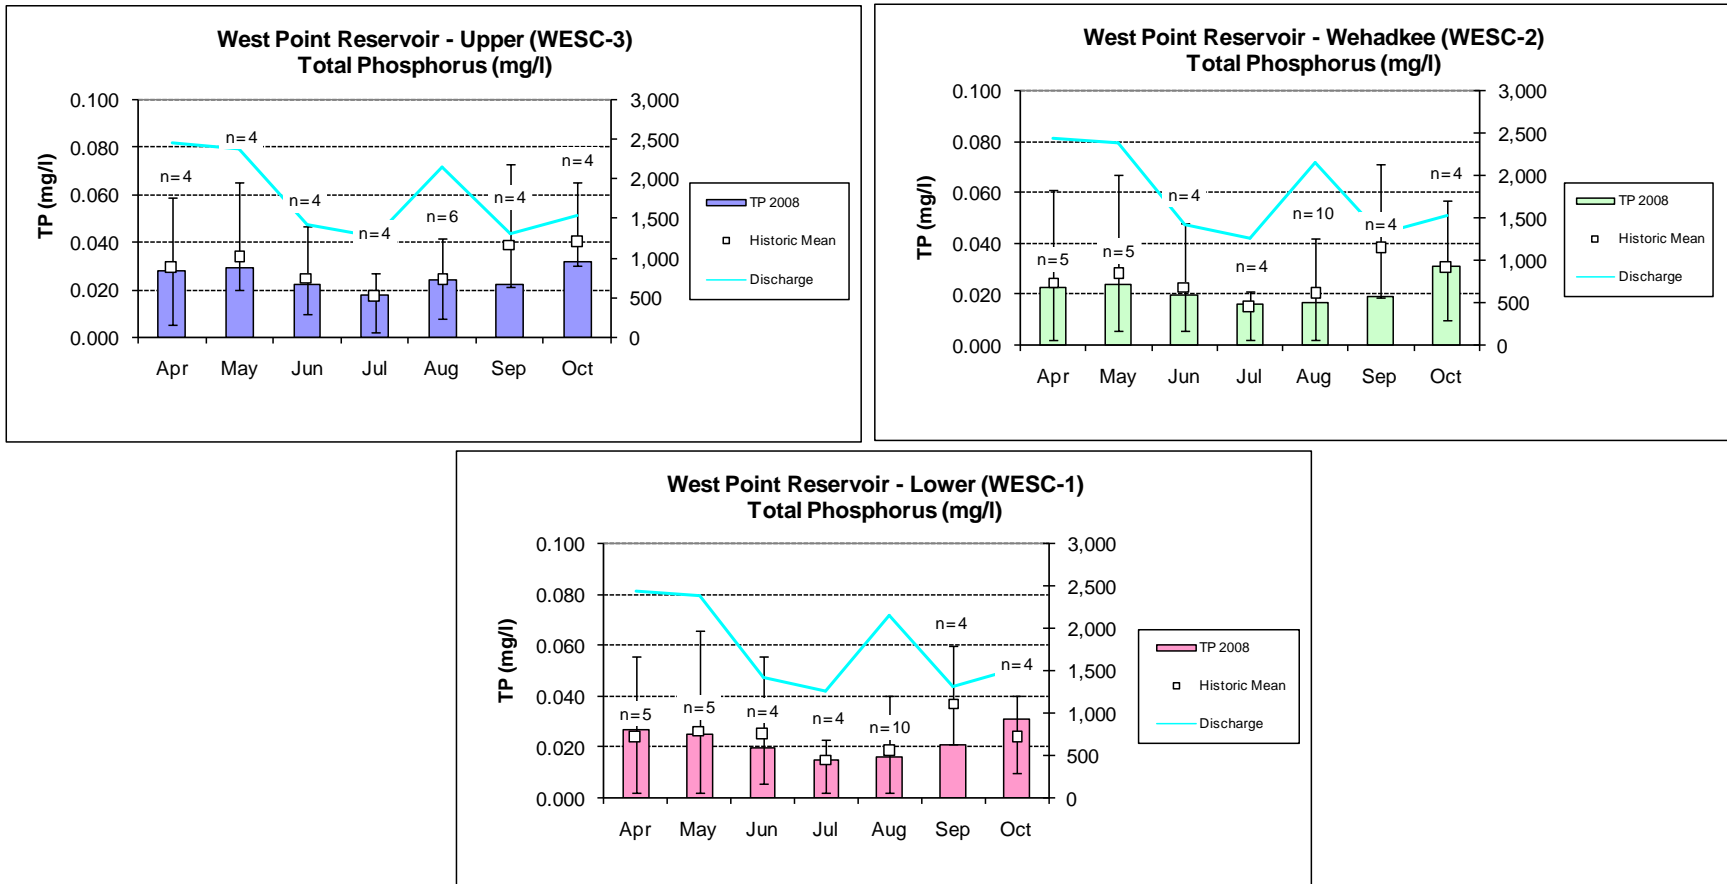 West Point Reservoir - Upper (WESC-3)
Total Phosphorus (mg/l)
TP (mg/l)
0.100
0.080
0.060
0.040
0.020
0.000
3,000
2,500
2,000
1,500
1,000
500
0
n=4
n=4
n=4
n=4
n=6
n=4
n=4
Apr May Jun Jul Aug Sep Oct
TP 2008
Historic Mean
Discharge
West Point Reservoir - Wehadkee (WESC-2)
Total Phosphorus (mg/l)
TP (mg/l)
0.100
0.080
0.060
0.040
0.020
0.000
3,000
2,500
2,000
1,500
1,000
500
0
n=5
n=5
n=4
n=4
n=10
n=4
n=4
Apr May Jun Jul Aug Sep Oct
TP 2008
Historic Mean
Discharge
West Point Reservoir - Lower (WESC-1)
Total Phosphorus (mg/l)
TP (mg/l)
0.100
0.080
0.060
0.040
0.020
0.000
3,000
2,500
2,000
1,500
1,000
500
0
n=5
n=5
n=4
n=4
n=10
n=4
n=4
Apr May Jun Jul Aug Sep Oct
TP 2008
Historic Mean
Discharge